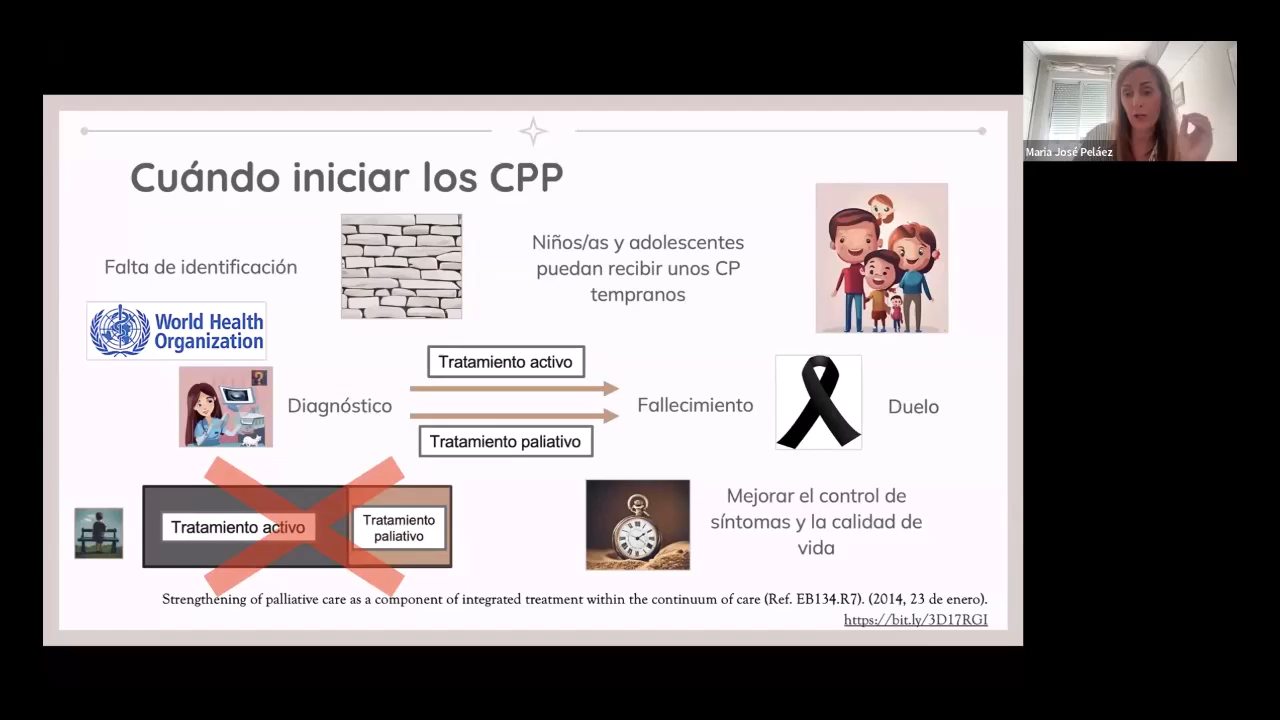 Maria José Peláez
Cuándo iniciar los CPP
Falta de identificación
Niños/as y adolescentes
puedan recibir unos CP
tempranos
World Health
Organization
Tratamiento activo
?
Diagnóstico
Fallecimiento
Duelo
Tratamiento paliativo
Tratamiento activo
Tratamiento
paliativo
Mejorar el control de
síntomas y la calidad de
vida
Strengthening of palliative care as a component of integrated treatment within the continuum of care (Ref. EB134.R7). (2014, 23 de enero).
https://bit.ly/3D17RGI